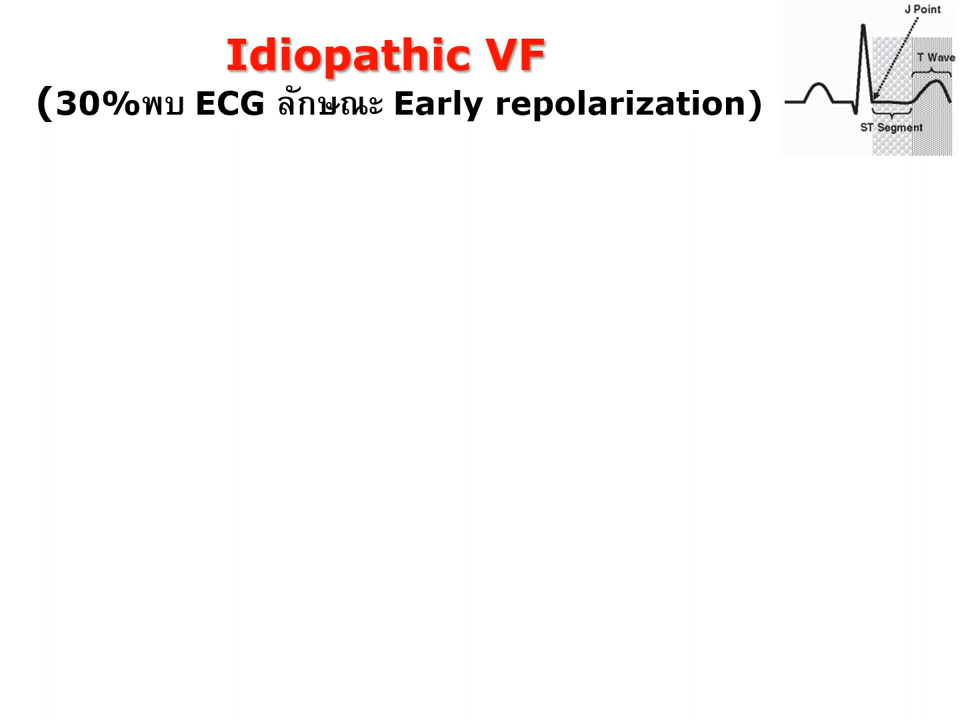 Idiopathic VF
(30%พบ ECG ลักษณะ Early repolarization)
J Point
T Wave
ST Segment